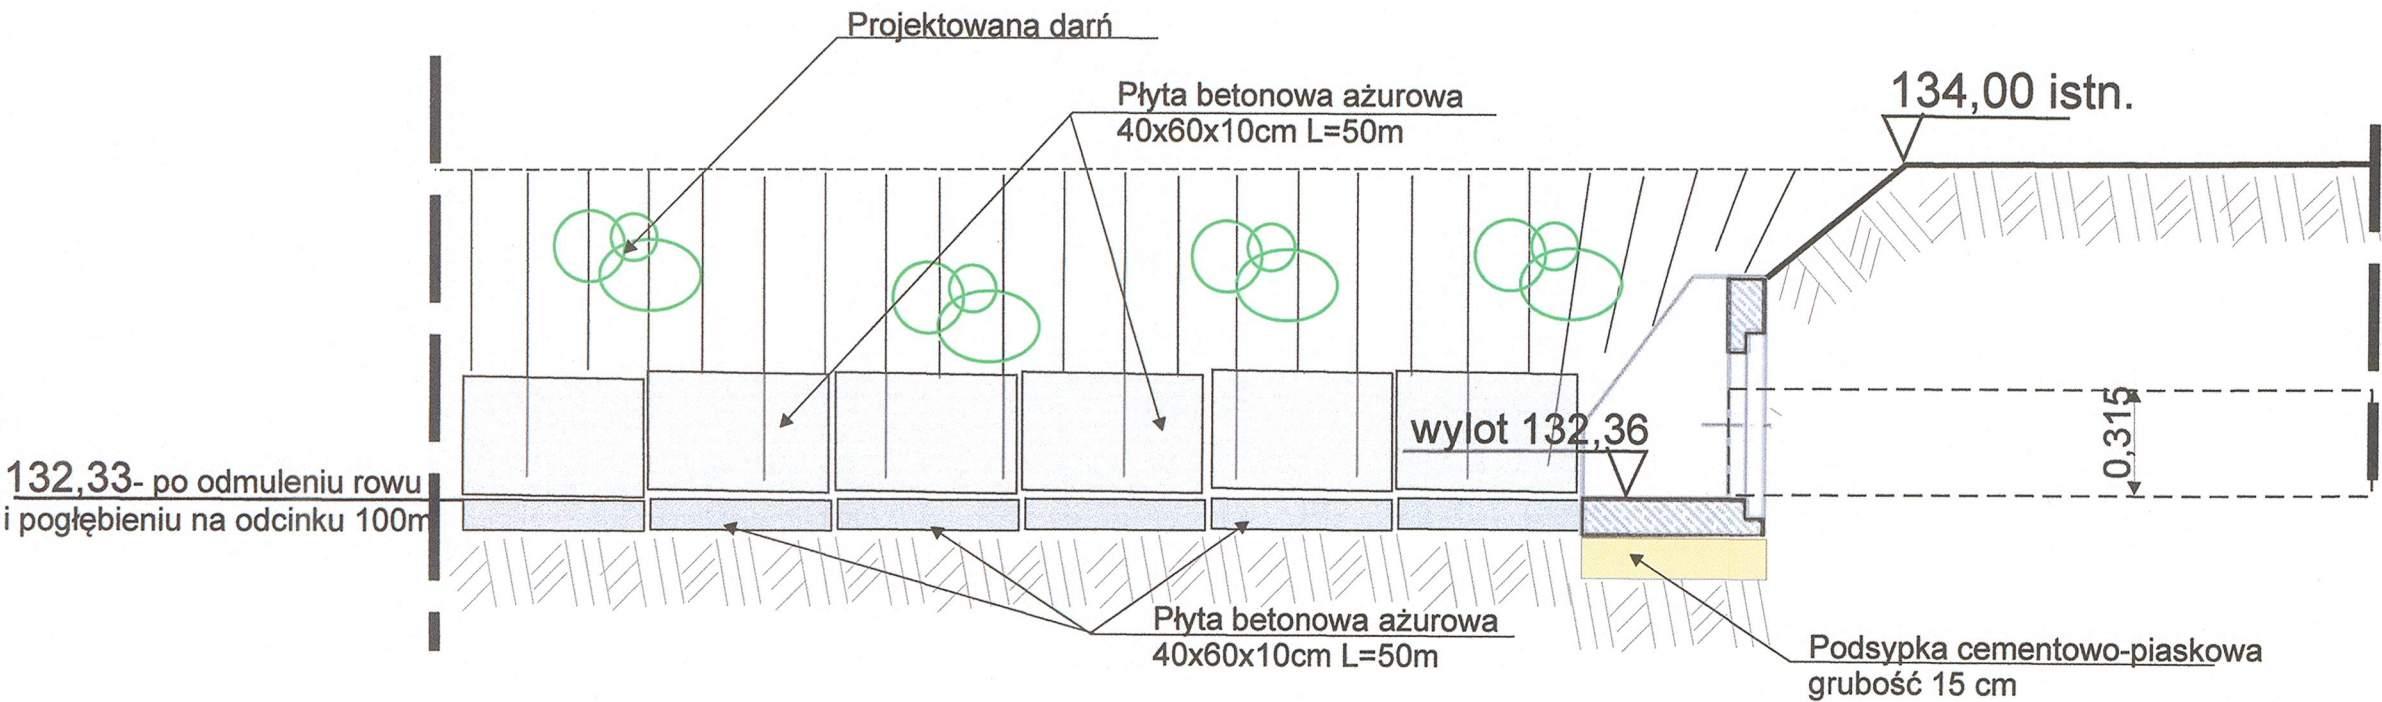 Projektowana darń
Płyta betonowa ażurowa
40x60x10cm L=50m
134,00 istn.
wylot 132,36
0,315
132,33- po odmuleniu rowu
i pogłębieniu na odcinku 100m
Płyta betonowa ażurowa
40x60x10cm L=50m
Podsypka cementowo-piaskowa
grubość 15 cm